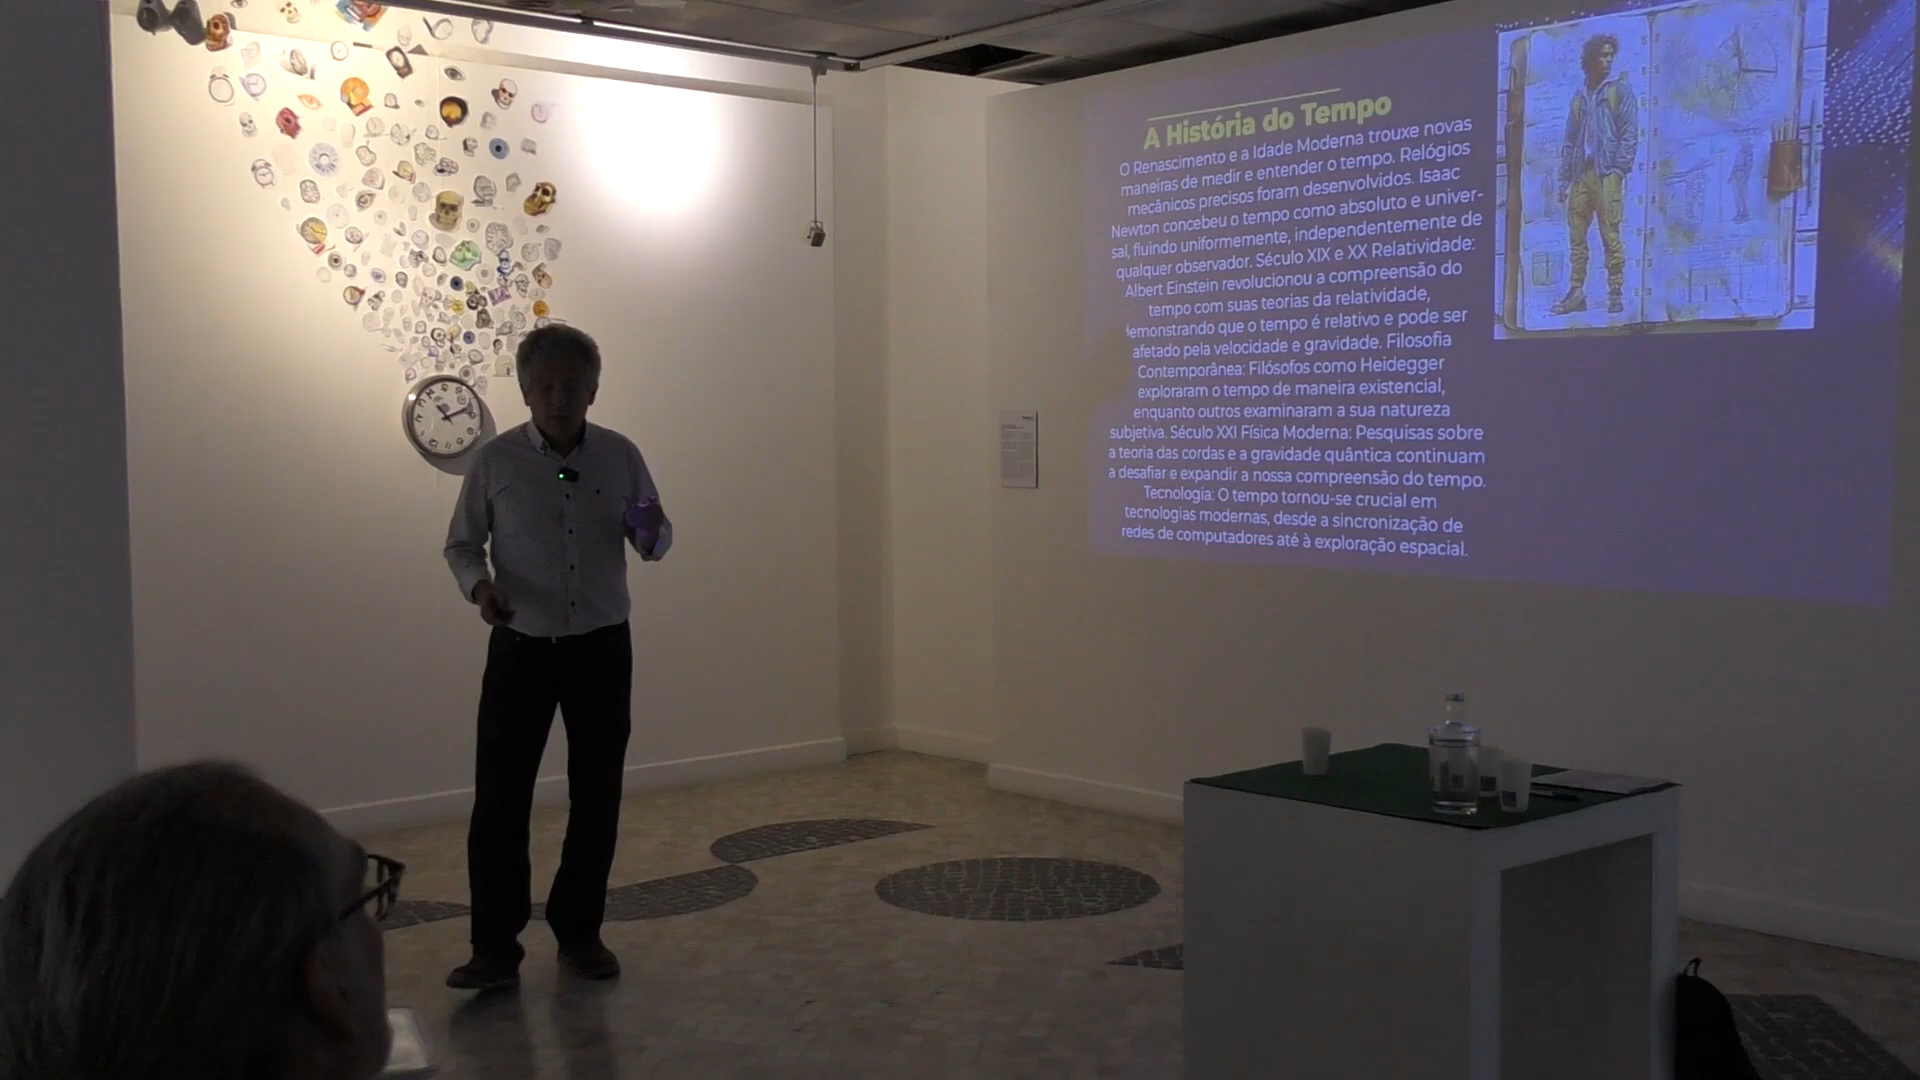 A História do Tempo
O Renascimento e a Idade Moderna trouxe novas
maneiras de medir e entender o tempo. Relógios
mecânicos precisos foram desenvolvidos. Isaac
Newton concebeu o tempo como absoluto e univer-
sal, fluindo uniformemente, independentemente de
qualquer observador. Século XIX e XX Relatividade:
Albert Einstein revolucionou a compreensão do
tempo com suas teorias da relatividade,
demonstrando que o tempo é relativo e pode ser
afetado pela velocidade e gravidade. Filosofia
Contemporânea: Filósofos como Heidegger
exploraram o tempo de maneira existencial,
enquanto outros examinaram a sua natureza
subjetiva. Século XXI Física Moderna: Pesquisas sobre
a teoria das cordas e a gravidade quântica continuam
a desafiar e expandir a nossa compreensão do tempo.
Tecnologia: O tempo tornou-se crucial em
tecnologias modernas, desde a sincronização de
redes de computadores até à exploração espacial.